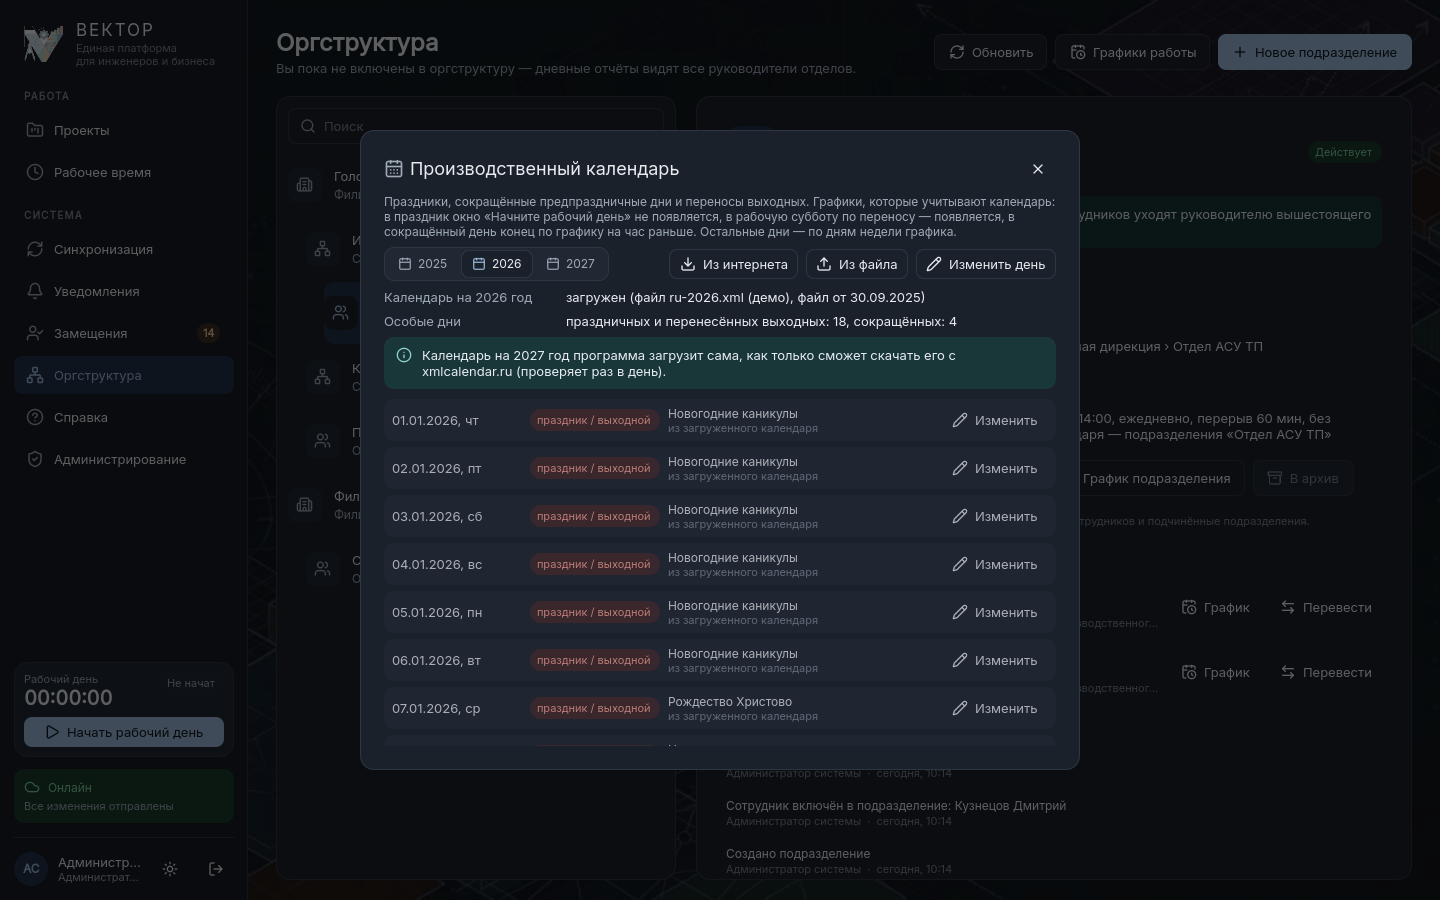 ВЕКТОР
Единая платформа
для инженеров и бизнеса
РАБОТА
Проекты
Рабочее время
СИСТЕМА
Синхронизация
Уведомления
Замещения
14
Оргструктура
Справка
Администрирование
Рабочий день
Не начат
00:00:00
Начать рабочий день
Онлайн
Все изменения отправлены
АС
Администр...
Администрат...
Оргструктура
Вы пока не включены в оргструктуру — дневные отчёты видят все руководители отделов.
Обновить
Графики работы
Новое подразделение
Поиск
Действует
Производственный календарь
Праздники, сокращённые предпраздничные дни и переносы выходных. Графики, которые учитывают календарь:
в праздник окно «Начните рабочий день» не появляется, в рабочую субботу по переносу — появляется, в
сокращённый день конец по графику на час раньше. Остальные дни — по дням недели графика.
2025
2026
2027
Из интернета
Из файла
Изменить день
Календарь на 2026 год
загружен (файл ru-2026.xml (демо), файл от 30.09.2025)
Особые дни
праздничных и перенесённых выходных: 18, сокращённых: 4
Календарь на 2027 год программа загрузит сама, как только сможет скачать его с
xmlcalendar.ru (проверяет раз в день).
01.01.2026, чт
праздник / выходной
Новогодние каникулы
из загруженного календаря
Изменить
02.01.2026, пт
праздник / выходной
Новогодние каникулы
из загруженного календаря
Изменить
03.01.2026, сб
праздник / выходной
Новогодние каникулы
из загруженного календаря
Изменить
04.01.2026, вс
праздник / выходной
Новогодние каникулы
из загруженного календаря
Изменить
05.01.2026, пн
праздник / выходной
Новогодние каникулы
из загруженного календаря
Изменить
06.01.2026, вт
праздник / выходной
Новогодние каникулы
из загруженного календаря
Изменить
07.01.2026, ср
праздник / выходной
Рождество Христово
из загруженного календаря
Изменить
уходят руководителю вышестоящего
дирекция › Отдел АСУ ТП
14:00, ежедневно, перерыв 60 мин, без
— подразделения «Отдел АСУ ТП»
График подразделения
В архив
и подчинённые подразделения.
График
Перевести
График
Перевести
Администратор системы · сегодня, 10:14
Сотрудник включён в подразделение: Кузнецов Дмитрий
Администратор системы · сегодня, 10:14
Создано подразделение
Администратор системы · сегодня, 10:14